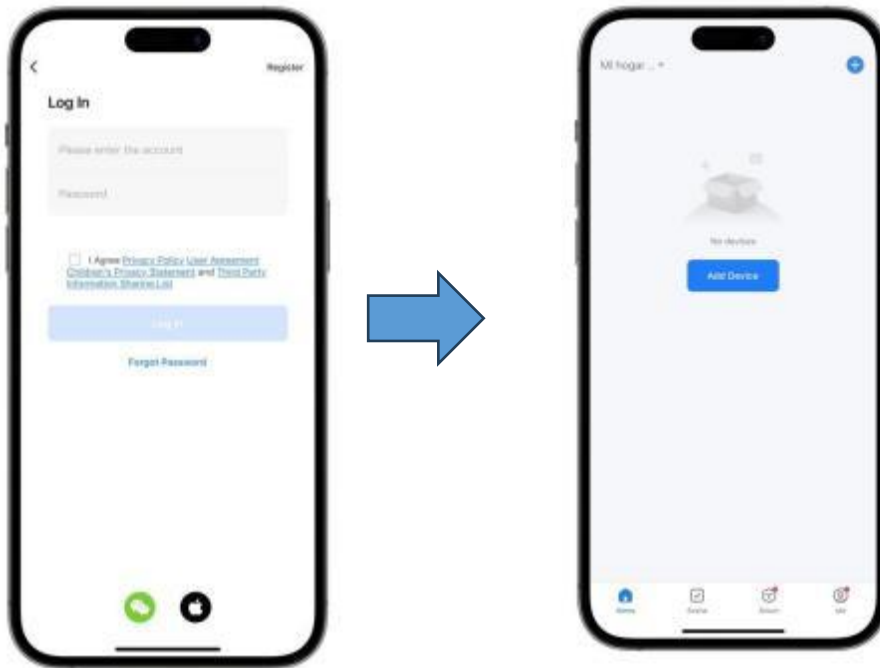 Register
Log In
Please enter the account
Password
I Agree Privacy Policy User Agreement
Children's Privacy Statement and Third Party
Information Sharing List
Log In
Forgot Password
Mi hogar ...
No devices
Add Device
Home
Scene
Smart
Me